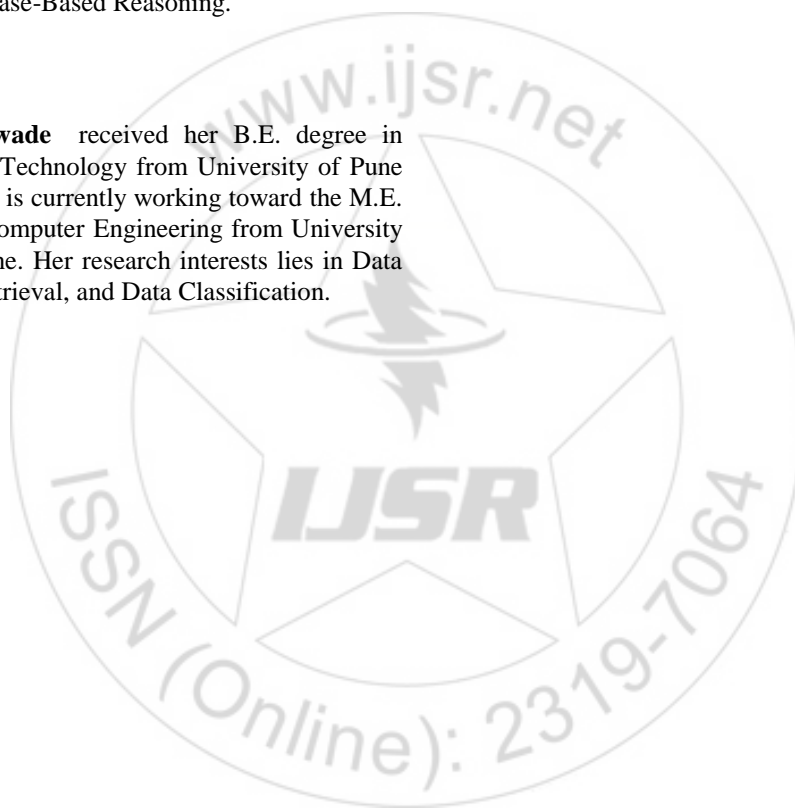 ase-Based Reasoning.
wade received her B.E. degree in
Technology from University of Pune
is currently working toward the M.E.
omputer Engineering from University
ne. Her research interests lies in Data
trieval, and Data Classification.
www.ijsr.net
IJSR
ISSN (Online): 2319-7064